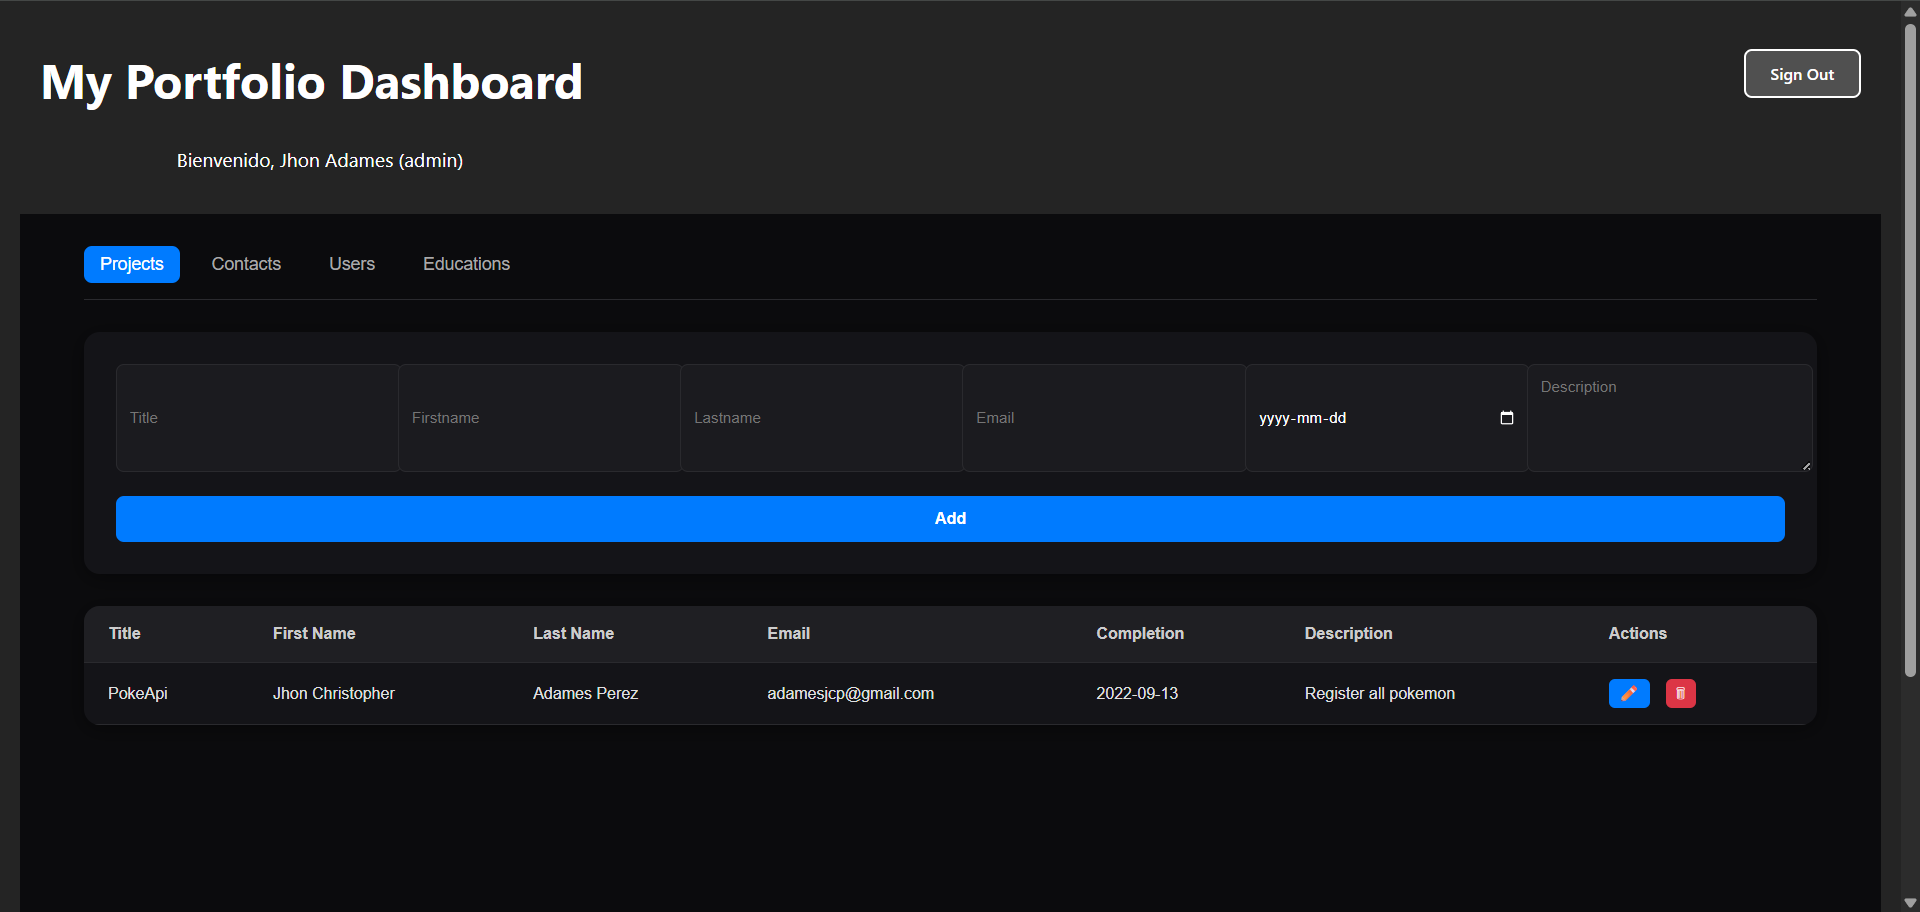 My Portfolio Dashboard
Sign Out
Bienvenido, Jhon Adames (admin)
Projects Contacts Users Educations
Title Firstname Lastname Email yyyy-mm-dd Description
Add
Title First Name Last Name Email Completion Description Actions
PokeApi Jhon Christopher Adames Perez adamesjcp@gmail.com 2022-09-13 Register all pokemon